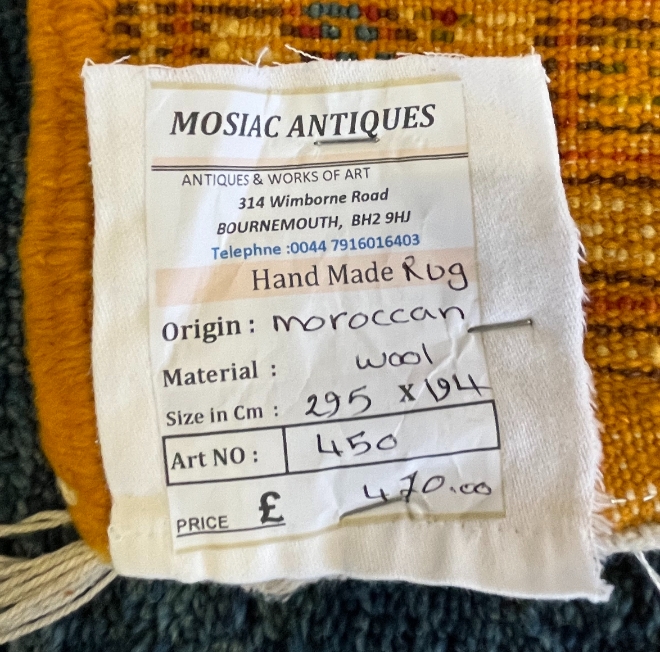 MOSIAC ANTIQUES
ANTIQUES & WORKS OF ART
314 Wimborne Road
BOURNEMOUTH, BH2 9HJ
Telephne :0044 7916016403
Hand Made Rug
Origin : Moroccan
Material : wool
Size in Cm : 295 x 194
Art NO : 450
PRICE £ 470.00